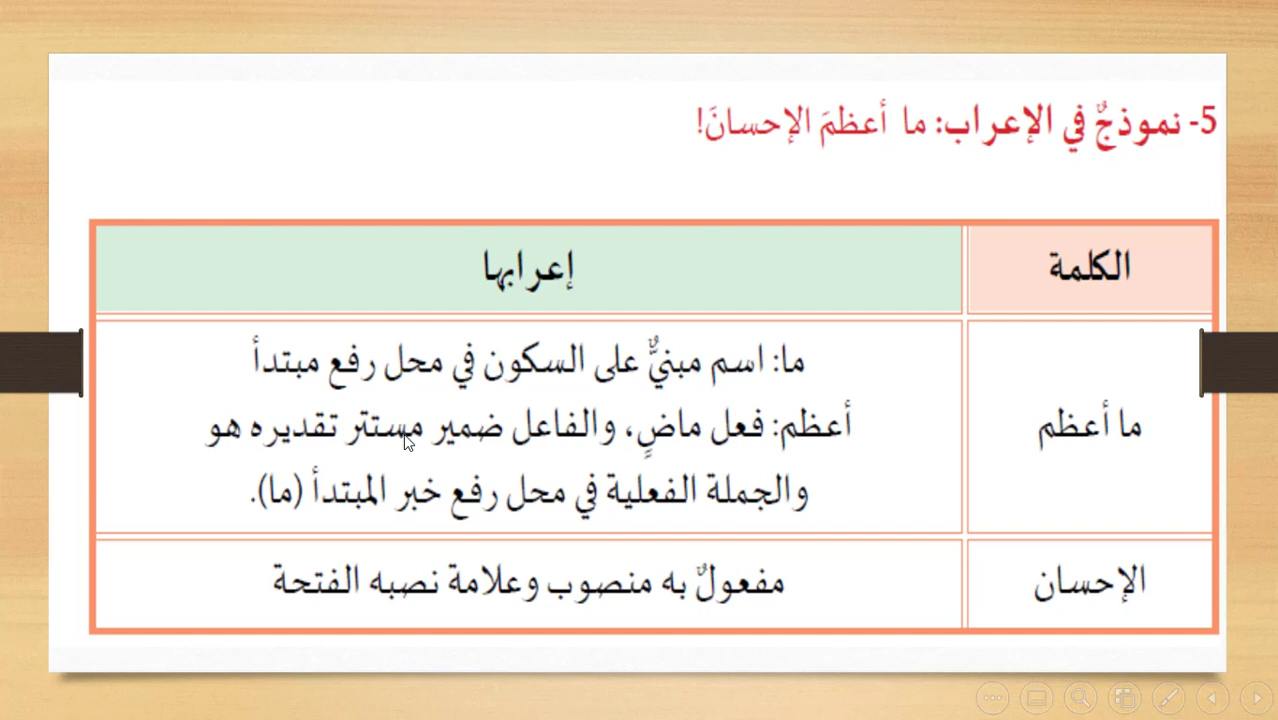 5- نموذجٌ في الإعراب: ما أعظمَ الإحسانَ!
الكلمة
إعرابها
ما أعظم
ما: اسم مبنيٌّ على السكون في محل رفع مبتدأ
أعظم: فعل ماضٍ، والفاعل ضمير مستتر تقديره هو
والجملة الفعلية في محل رفع خبر المبتدأ (ما).
الإحسان
مفعولٌ به منصوب وعلامة نصبه الفتحة